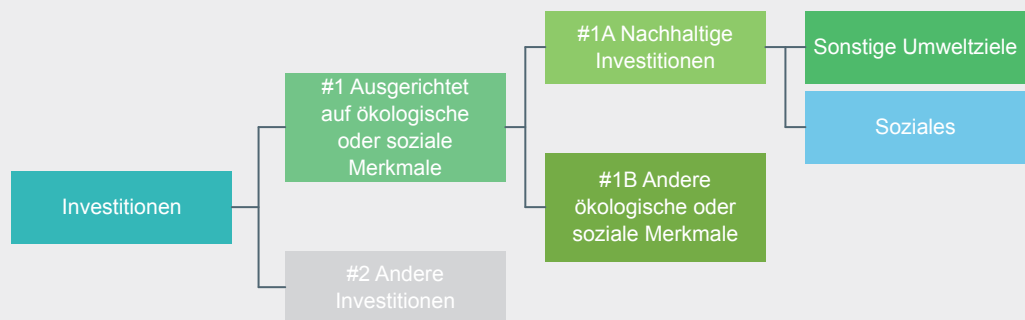 #1A Nachhaltige
Investitionen
Sonstige Umweltziele
#1 Ausgerichtet
auf ökologische
oder soziale
Merkmale
Soziales
Investitionen
#1B Andere
ökologische oder
soziale Merkmale
#2 Andere
Investitionen